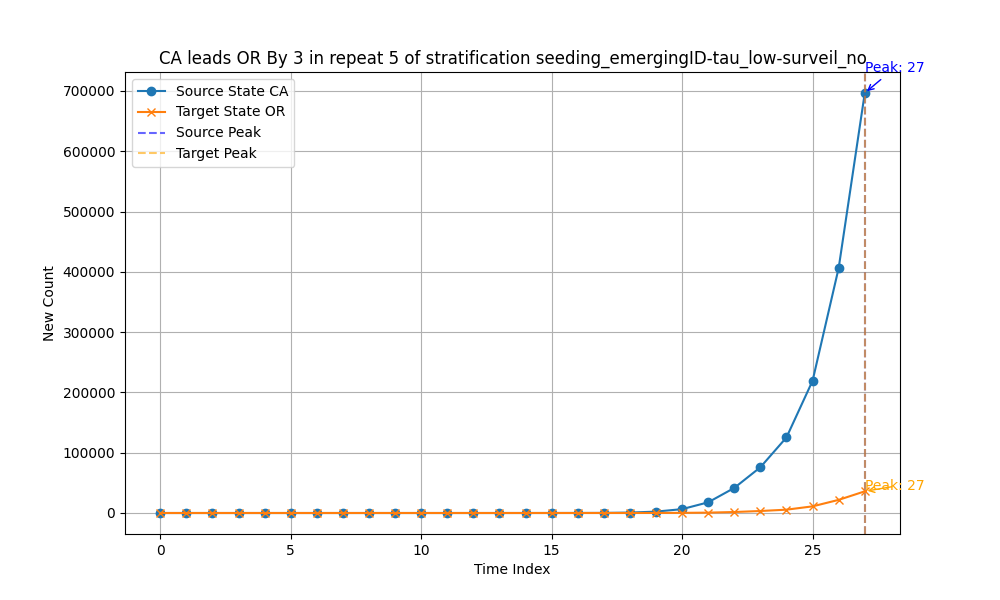 CA leads OR By 3 in repeat 5 of stratification seeding_emergingID-tau_low-surveil_no
Peak: 27
Source State CA
Target State OR
Source Peak
Target Peak
700000
600000
500000
400000
300000
200000
100000
0
New Count
Peak: 27
0 5 10 15 20 25
Time Index